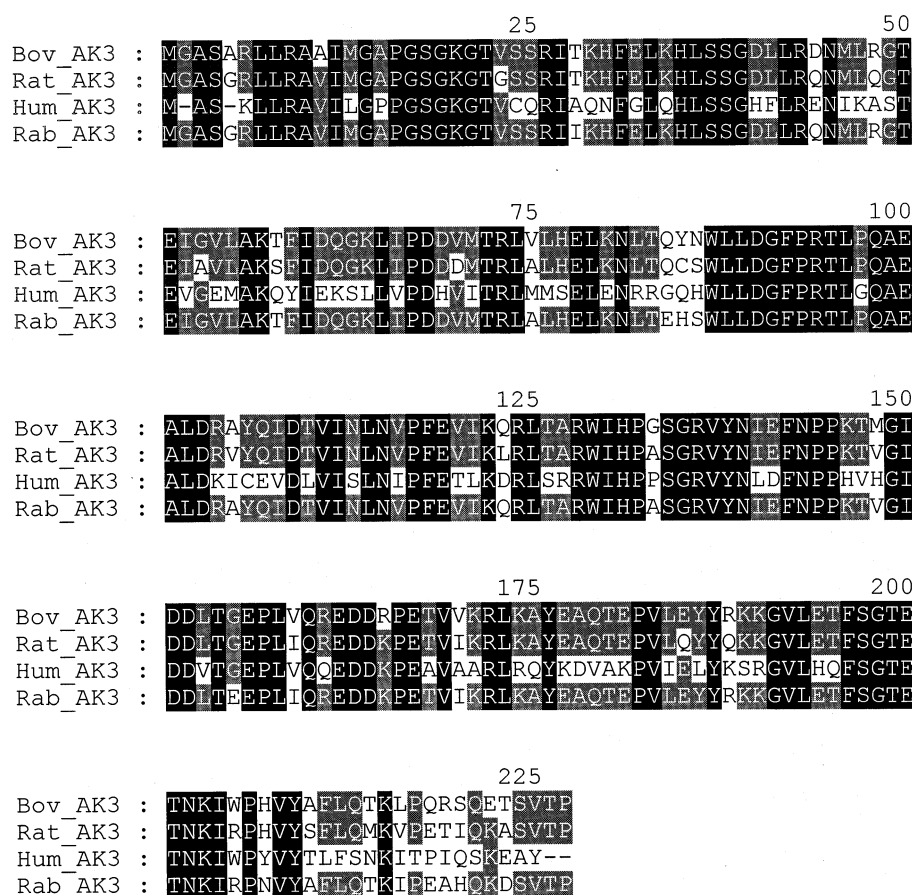 25 50
Bov_AK3 : MGASARLLRAAIMGAPGSGKGTVSSRITKHFELKHLSSGDLLRDNMLRGT
Rat_AK3 : MGASGRLLRAVIMGAPGSGKGTGSSRITKHFELKHLSSGDLLRQNMLQGT
Hum_AK3 : M-AS-KLLRAVILGPPGSGKGTVCQRIAQNFGLQHLSSGHFLRENIKAST
Rab_AK3 : MGASGRLLRAVIMGAPGSGKGTVSSRIIKHFELKHLSSGDLLRQNMLRGT
75 100
Bov_AK3 : EIGVLAKTFIDQGKLIPDDVMTRLVLHELKNLTQYNWLLDGFPRTLPQAE
Rat_AK3 : EIAVLAKSFIDQGKLIPDDDMTRLALHELKNLTQCSWLLDGFPRTLPQAE
Hum_AK3 : EVGEMAKQYIEKSLLVPDHVITRLMMSELENRRGQHWLLDGFPRTLGQAE
Rab_AK3 : EIGVLAKTFIDQGKLIPDDVMTRLALHELKNLTEHSWLLDGFPRTLPQAE
125 150
Bov_AK3 : ALDRAYQIDTVINLNVPFEVIKQRLTARWIHPGSGRVYNIEFNPPKTMGI
Rat_AK3 : ALDRVYQIDTVINLNVPFEVIKLRLTARWIHPASGRVYNIEFNPPKTVGI
Hum_AK3 : ALDKICEVDLVISLNIPFETLKDRLSRRWIHPPSGRVYNLDFNPPHVHGI
Rab_AK3 : ALDRAYQIDTVINLNVPFEVIKQRLTARWIHPASGRVYNIEFNPPKTVGI
175 200
Bov_AK3 : DDLTGEPLVQREDDRPETVVKRLKAYEAQTEPVLEYYRKKGVLETFSGTE
Rat_AK3 : DDLTGEPLIQREDDKPETVIKRLKAYEAQTEPVLQYYQKKGVLETFSGTE
Hum_AK3 : DDVTGEPLVQQEDDKPEAVAARLRQYKDVAKPVIELYKSRGVLHQFSGTE
Rab_AK3 : DDLTEEPLIQREDDKPETVIKRLKAYEAQTEPVLEYYRKKGVLETFSGTE
225
Bov_AK3 : TNKIWPHVYAFLQTKLPQRSQETSVTP
Rat_AK3 : TNKIRPHVYSFLQMKVPETIQKASVTP
Hum_AK3 : TNKIWPYVYTLFSNKITPIQSKEAY--
Rab_AK3 : TNKIRPNVYAFLQTKIPEAHQKDSVTP